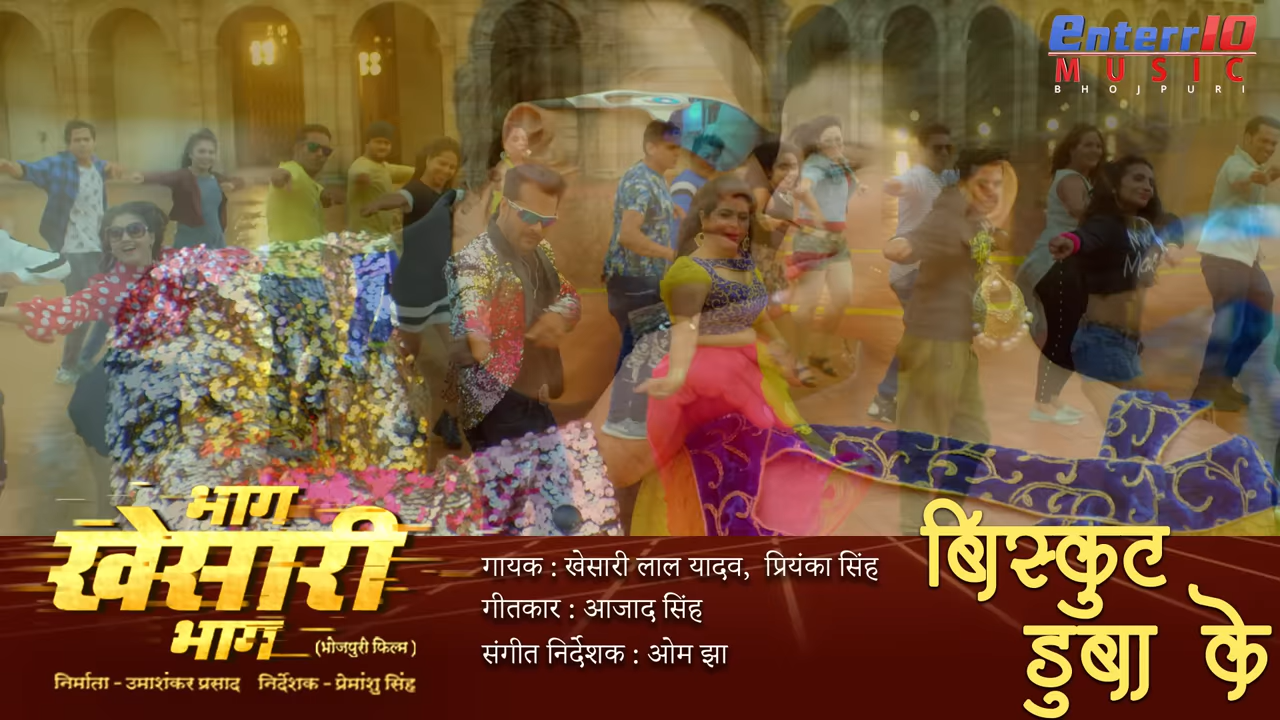 enterr10
MUSIC
BHOJPURI
भाग
खेसारी
भाग
(भोजपुरी फिल्म)
निर्माता - उमाशंकर प्रसाद निर्देशक - प्रेमांशु सिंह
गायक : खेसारी लाल यादव, प्रियंका सिंह
गीतकार : आजाद सिंह
संगीत निर्देशक : ओम झा
बिस्कुट
डुबा के